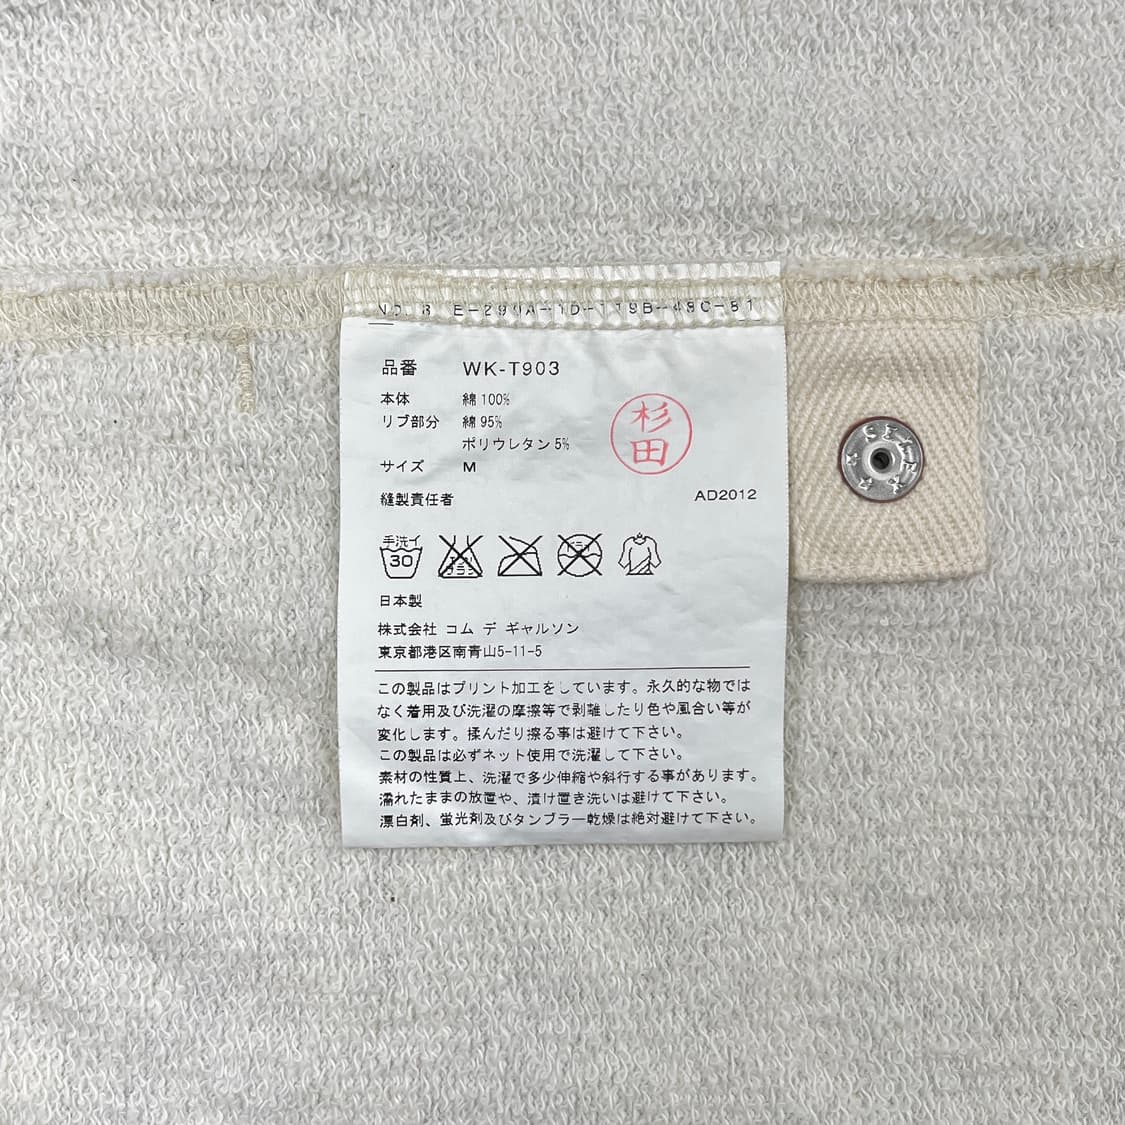 品番 WK-T903
本体 綿100%
リブ部分 綿95%
ポリウレタン5%
サイズ M
杉田
縫製責任者 AD2012
手洗イ
30
日本製
株式会社 コム デ ギャルソン
東京都港区南青山5-11-5
この製品はプリント加工をしています。永久的な物では
なく着用及び洗濯の摩擦等で剥離したり色や風合い等が
変化します。揉んだり擦る事は避けて下さい。
この製品は必ずネット使用で洗濯して下さい。
素材の性質上、洗濯で多少伸縮や斜行する事があります。
濡れたままの放置や、漬け置き洗いは避けて下さい。
漂白剤、蛍光剤及びタンブラー乾燥は絶対避けて下さい。